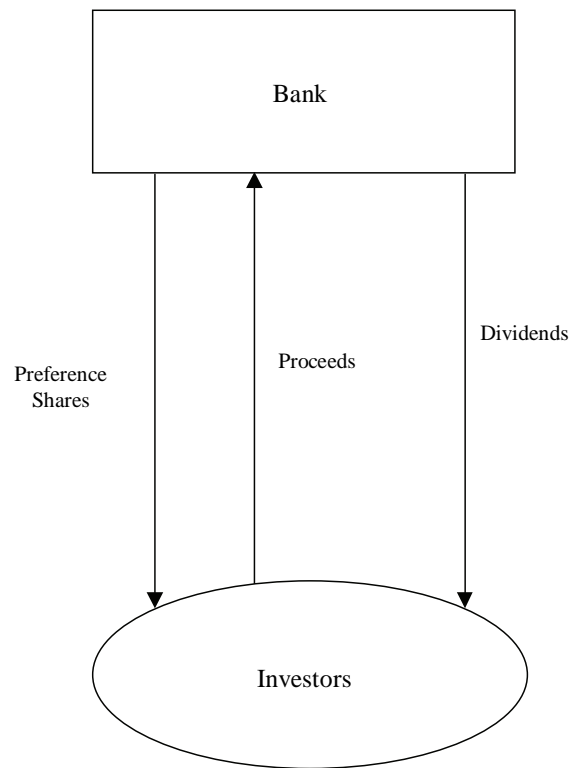 Bank
Dividends
Proceeds
Preference
Shares
Investors